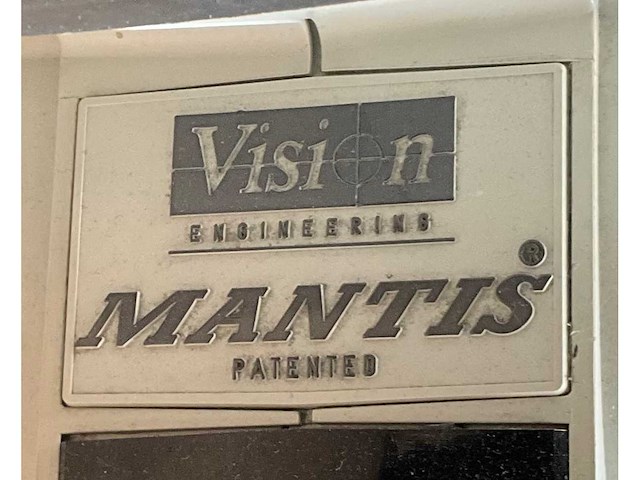 Vision
ENGINEERING
MANTIS®
PATENTED